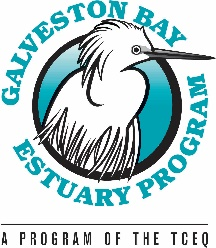 GALVESTON BAY
ESTUARY PROGRAM
A PROGRAM OF THE TCEQ